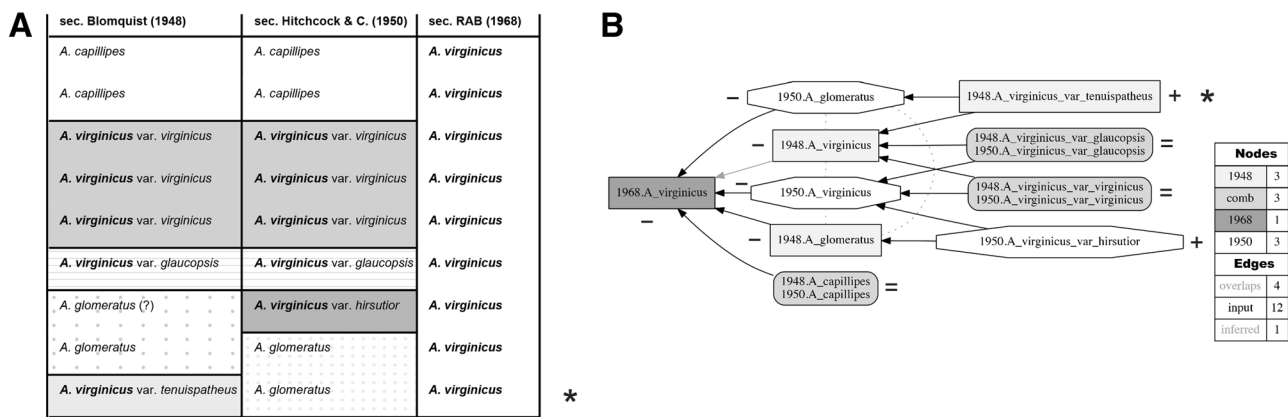 A
sec. Blomquist (1948) sec. Hitchcock & C. (1950) sec. RAB (1968)
A. capillipes A. capillipes A. virginicus
A. capillipes A. capillipes A. virginicus
A. virginicus var. virginicus A. virginicus var. virginicus A. virginicus
A. virginicus var. virginicus A. virginicus var. virginicus A. virginicus
A. virginicus var. virginicus A. virginicus var. virginicus A. virginicus
A. virginicus var. glaucopsis A. virginicus var. glaucopsis A. virginicus
A. glomeratus (?) A. virginicus var. hirsutior A. virginicus
A. glomeratus A. glomeratus A. virginicus
A. virginicus var. tenuispatheus A. glomeratus A. virginicus *
B
– 1950.A_glomeratus
1948.A_virginicus_var_tenuispatheus + *
– 1948.A_virginicus
1948.A_virginicus_var_glaucopsis
1950.A_virginicus_var_glaucopsis =
1968.A_virginicus –
– 1950.A_virginicus
1948.A_virginicus_var_virginicus
1950.A_virginicus_var_virginicus =
– 1948.A_glomeratus
1950.A_virginicus_var_hirsutior +
1948.A_capillipes
1950.A_capillipes =
Nodes
1948 3
comb 3
1968 1
1950 3
Edges
overlaps 4
input 12
inferred 1